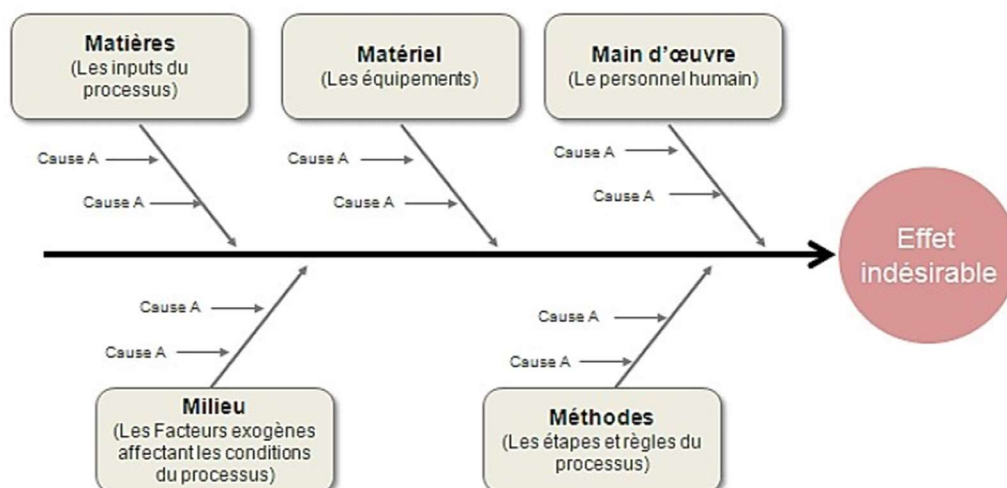 Matières
(Les inputs du
processus)
Matériel
(Les équipements)
Main d'œuvre
(Le personnel humain)
Cause A
Cause A
Cause A
Cause A
Cause A
Cause A
Effet
indésirable
Cause A
Cause A
Cause A
Cause A
Milieu
(Les Facteurs exogènes
affectant les conditions
du processus)
Méthodes
(Les étapes et règles du
processus)